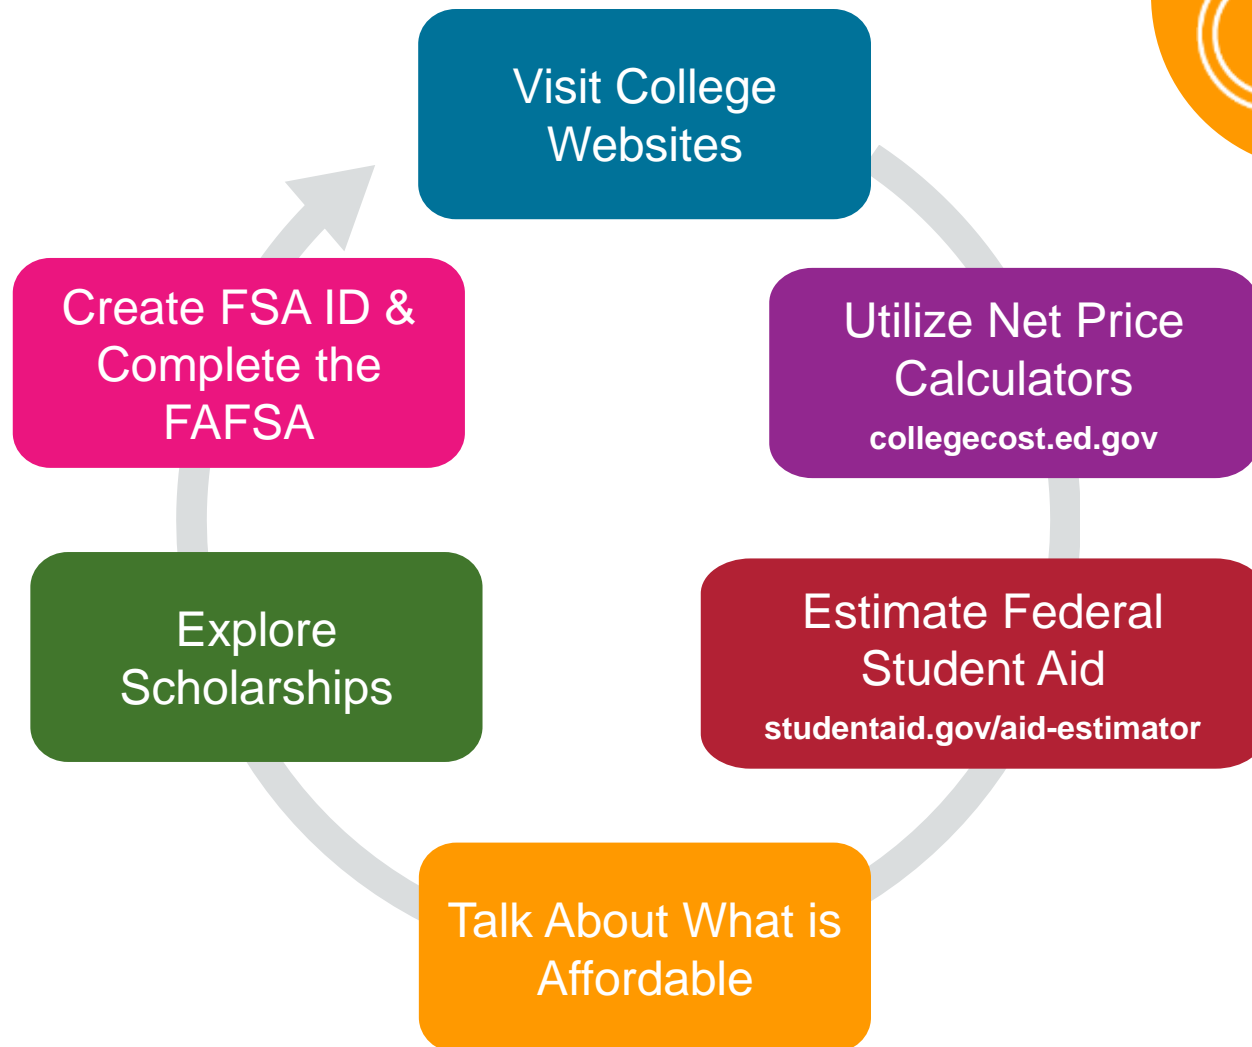 Visit College
Websites
Utilize Net Price
Calculators
collegecost.ed.gov
Estimate Federal
Student Aid
studentaid.gov/aid-estimator
Talk About What is
Affordable
Explore
Scholarships
Create FSA ID &
Complete the
FAFSA